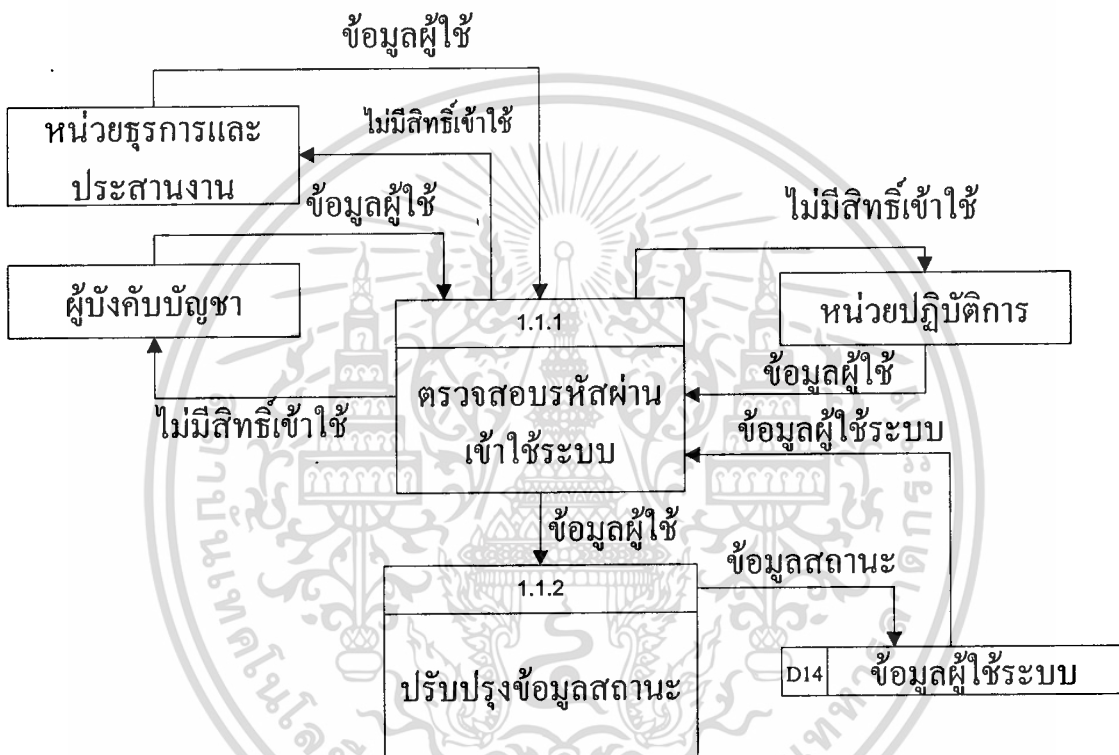 ข้อมูลผู้ใช้
หน่วยธุรการและ
ประสานงาน
ไม่มีสิทธิ์เข้าใช้
ข้อมูลผู้ใช้
ไม่มีสิทธิ์เข้าใช้
ผู้บังคับบัญชา
หน่วยปฏิบัติการ
1.1.1
ตรวจสอบรหัสผ่าน
เข้าใช้ระบบ
ข้อมูลผู้ใช้
ไม่มีสิทธิ์เข้าใช้
ข้อมูลผู้ใช้ระบบ
ข้อมูลผู้ใช้
1.1.2
ปรับปรุงข้อมูลสถานะ
ข้อมูลสถานะ
D14 ข้อมูลผู้ใช้ระบบ